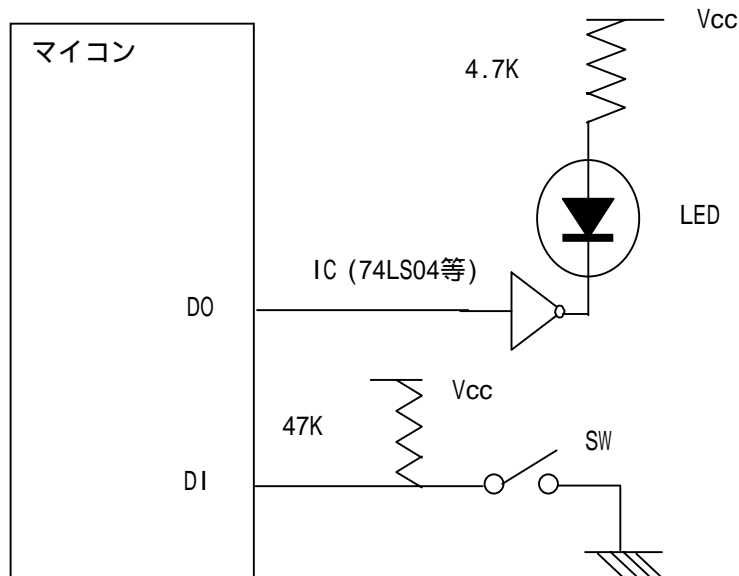 マイコン
Vcc
4.7K
LED
IC (74LS04等)
DO
Vcc
47K
SW
DI